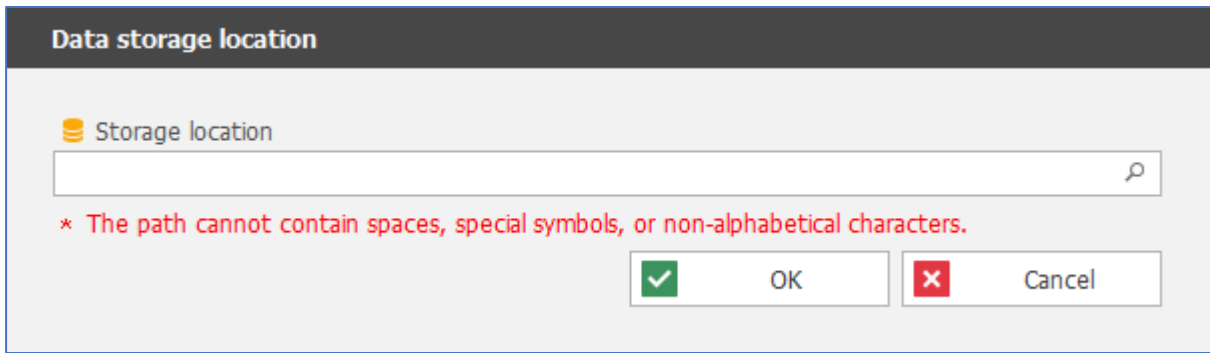 Data storage location
Storage location
* The path cannot contain spaces, special symbols, or non-alphabetical characters.
OK Cancel